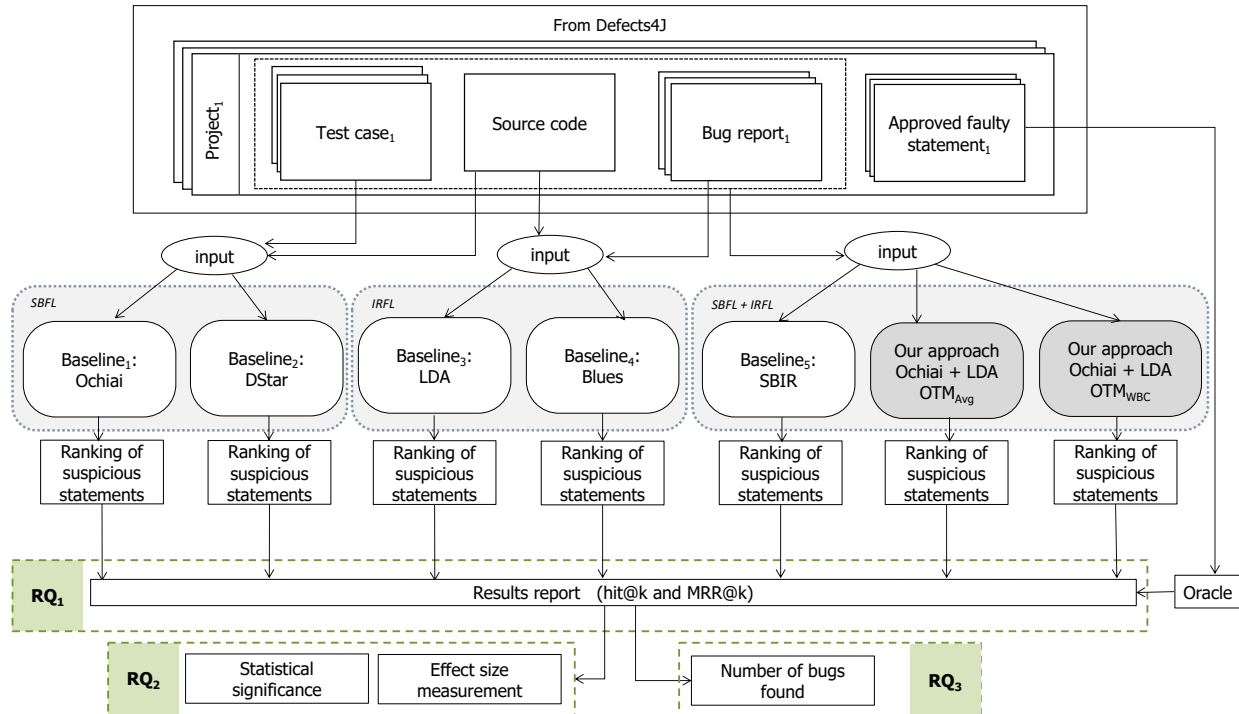 From Defects4J
Project₁
Test case₁
Source code
Bug report₁
Approved faulty
statement₁
input
input
input
SBFL
IRFL
SBFL + IRFL
Baseline₁:
Ochiai
Baseline₂:
DStar
Baseline₃:
LDA
Baseline₄:
Blues
Baseline₅:
SBIR
Our approach
Ochiai + LDA
OTM_Avg
Our approach
Ochiai + LDA
OTM_WBC
Ranking of
suspicious
statements
Ranking of
suspicious
statements
Ranking of
suspicious
statements
Ranking of
suspicious
statements
Ranking of
suspicious
statements
Ranking of
suspicious
statements
Ranking of
suspicious
statements
RQ₁
Results report (hit@k and MRR@k)
Oracle
RQ₂
Statistical
significance
Effect size
measurement
Number of bugs
found
RQ₃